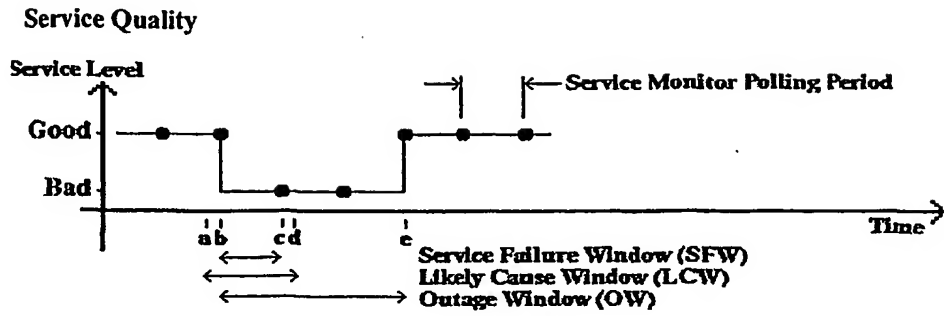 Service Quality
Service Level
Service Monitor Polling Period
Good
Bad
a b c d e
Time
Service Failure Window (SFW)
Likely Cause Window (LCW)
Outage Window (OW)